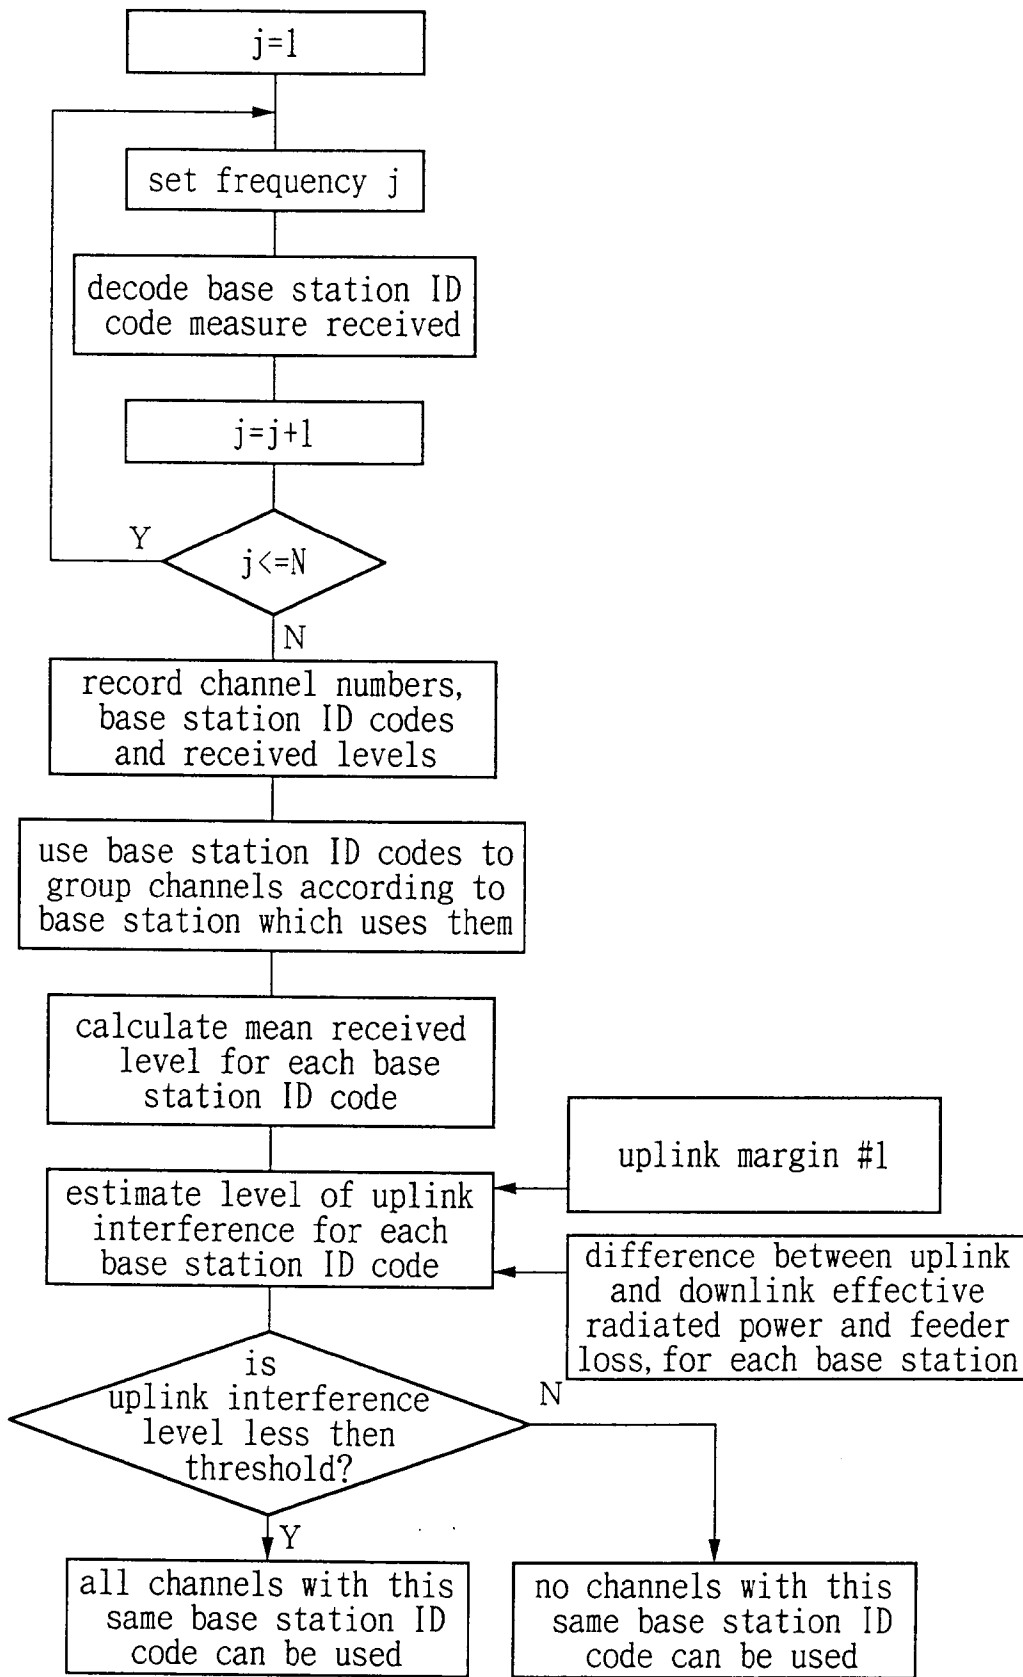 j=1
set frequency j
decode base station ID
code measure received
j=j+1
Y
j<=N
N
record channel numbers,
base station ID codes
and received levels
use base station ID codes to
group channels according to
base station which uses them
calculate mean received
level for each base
station ID code
uplink margin #1
estimate level of uplink
interference for each
base station ID code
difference between uplink
and downlink effective
radiated power and feeder
loss, for each base station
is
uplink interference
level less then
threshold?
N
Y
all channels with this
same base station ID
code can be used
no channels with this
same base station ID
code can be used